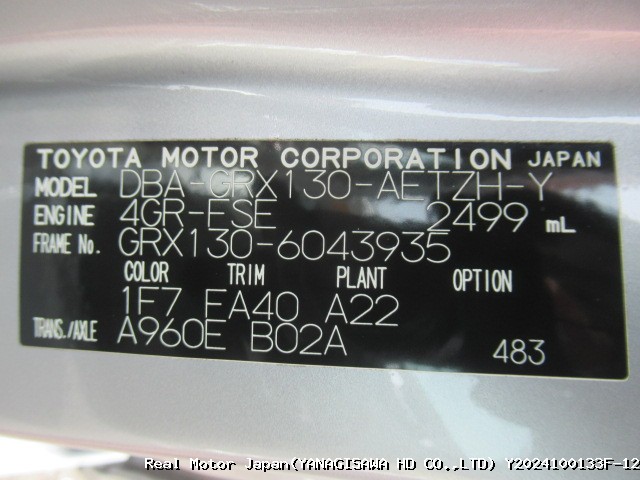 TOYOTA MOTOR CORPORATION JAPAN
MODEL DBA-GRX130-AETZH-Y
ENGINE 4GR-FSE 2499 mL
FRAME No. GRX130-6043935
COLOR TRIM PLANT OPTION
1F7 FA40 A22
TRANS./AXLE A960E B02A
483
Real Motor Japan(YANAGISAWA HD CO.,LTD) Y2024100133F-12